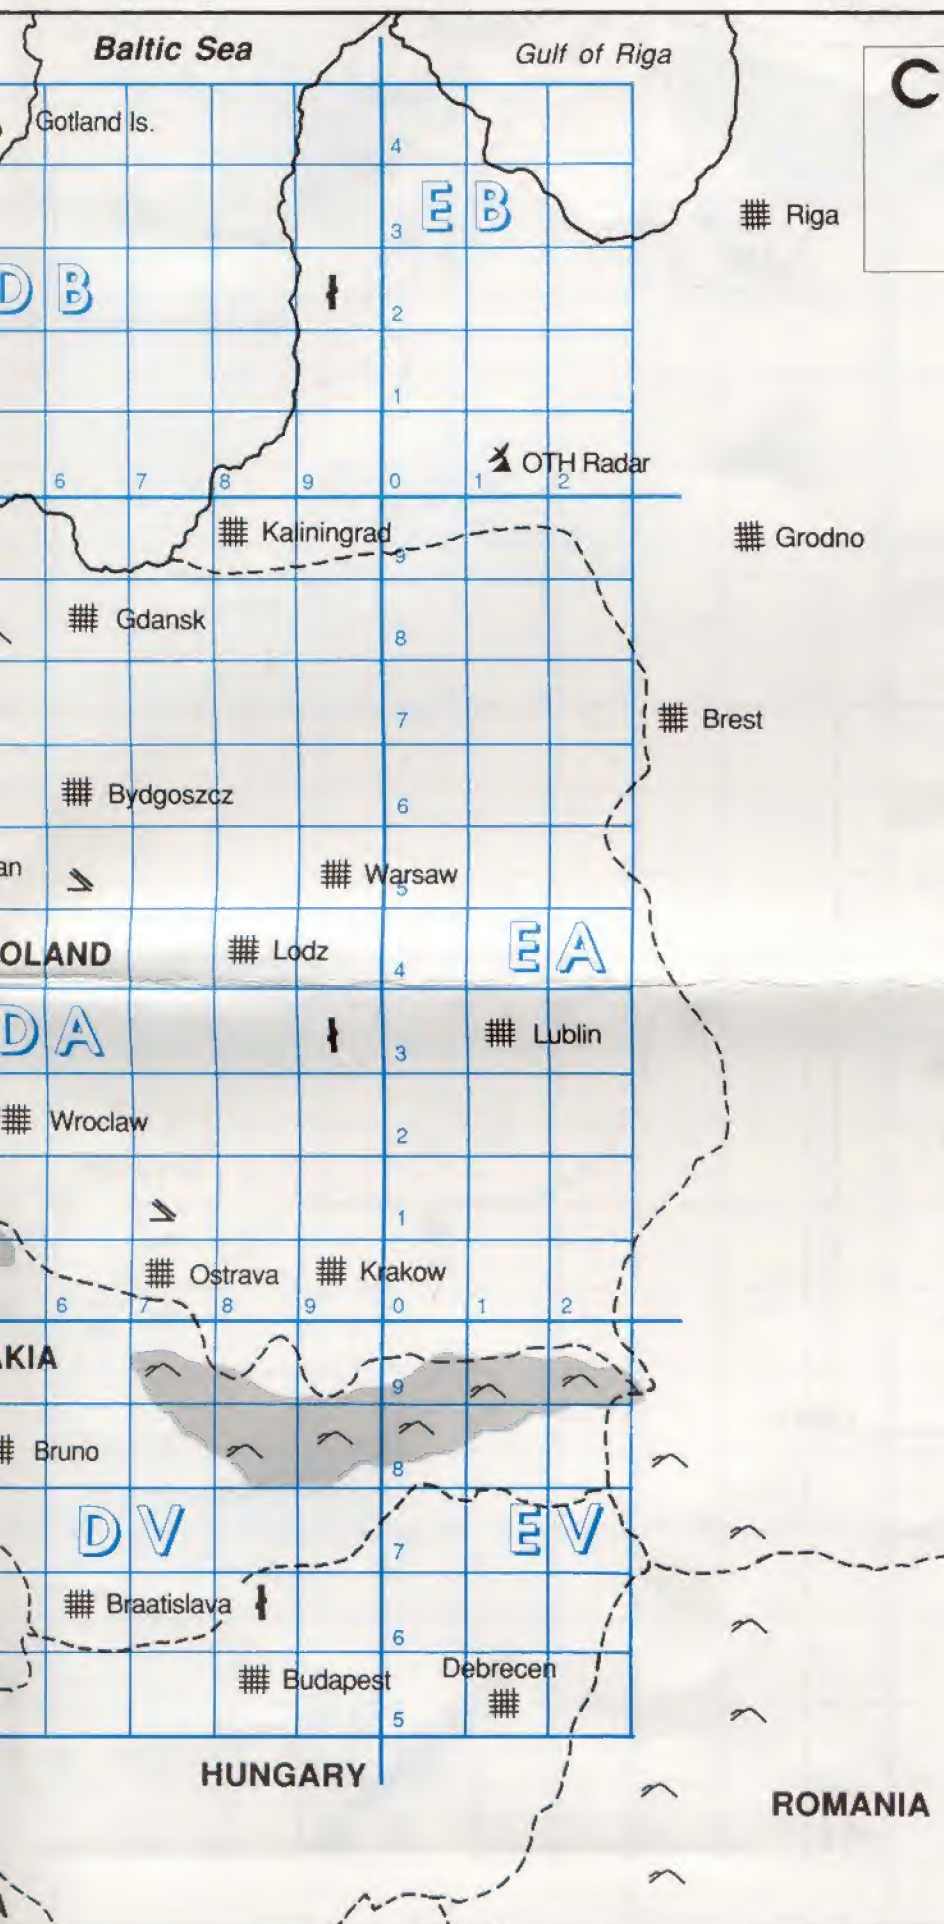 Baltic Sea
Gulf of Riga
C
Gotland Is.
4
E B
Riga
3
D B
2
1
OTH Radar
6 7 8 9 0 1 2
Kaliningrad
Grodno
9
Gdansk
8
Brest
7
Bydgoszcz
6
an
Warsaw
5
OLAND
Lodz
E A
4
D A
Lublin
3
Wroclaw
2
1
Ostrava
Krakow
6 7 8 9 0 1 2
KIA
9
Bruno
8
D V
E V
7
Braatislava
6
Debrecen
Budapest
5
HUNGARY
ROMANIA